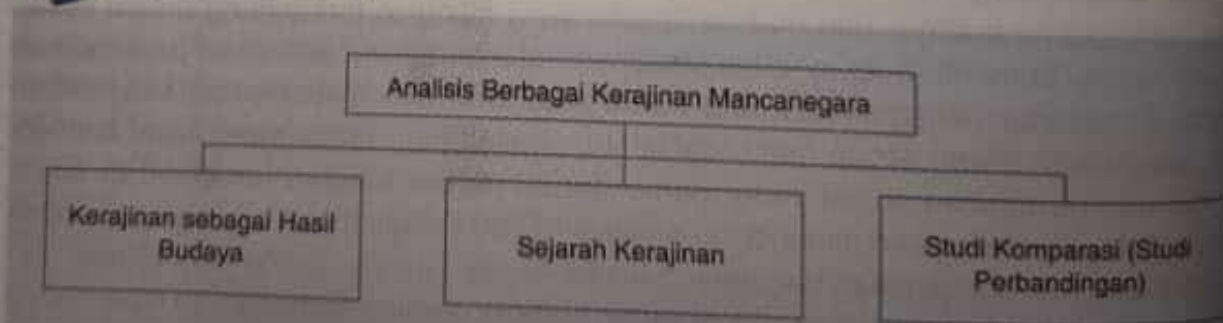 Analisis Berbagai Kerajinan Mancanegara
Kerajinan sebagai Hasil
Budaya
Sejarah Kerajinan
Studi Komparasi (Studi
Perbandingan)